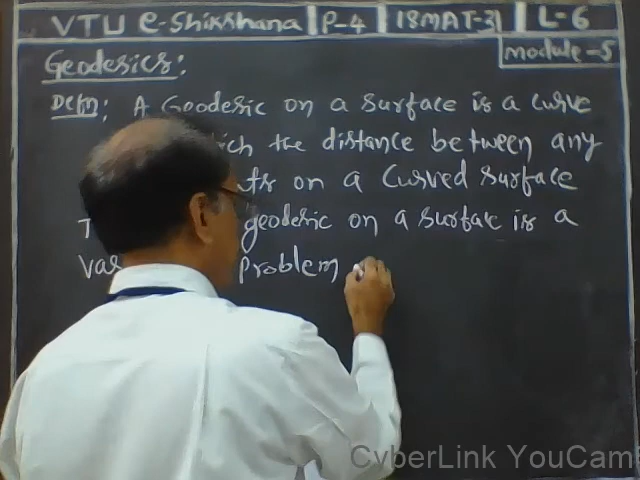 VTU e-Shikshana P-4 18MAT-31 L-6
module-5
Geodesics:
Defn: A Geodesic on a surface is a curve
the distance between any
on a curved surface
geodesic on a surface is a
problem
CyberLink YouCam